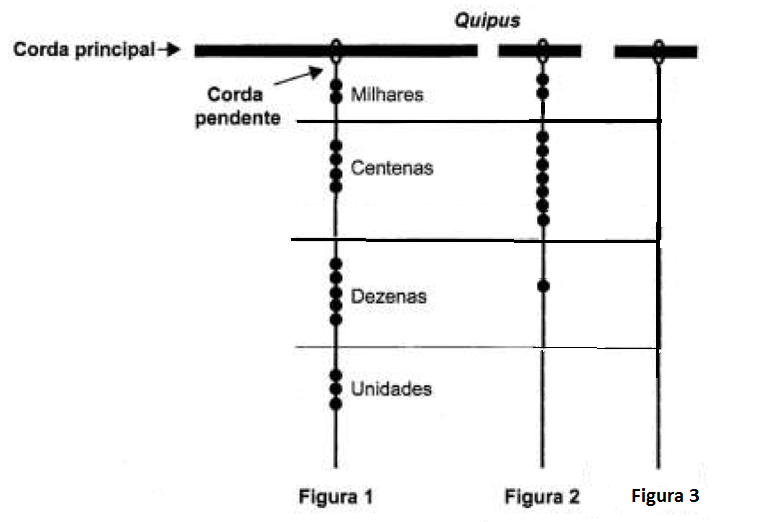 Quipus
Corda principal
Corda
pendente
Milhares
Centenas
Dezenas
Unidades
Figura 1
Figura 2
Figura 3